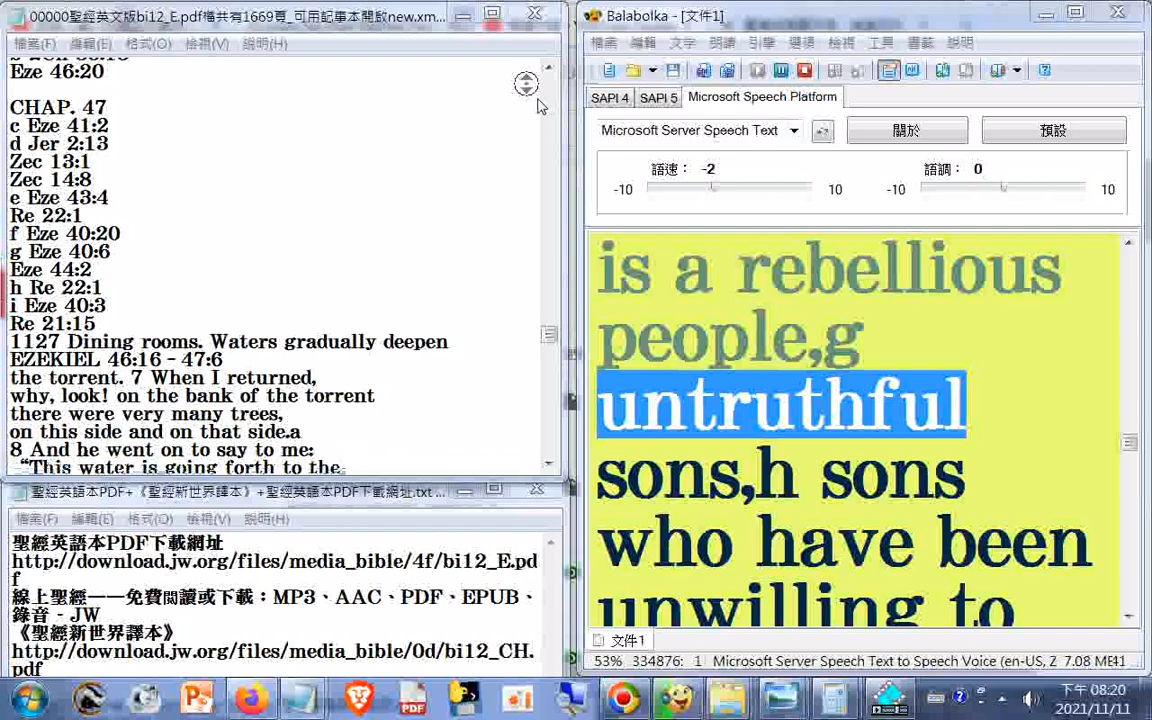 00000聖經英文版bi12_E.pdf檔共有1669頁_可用記事本開啟new.xm...
檔案(F) 編輯(E) 格式(O) 檢視(V) 說明(H)
Eze 46:20
CHAP. 47
c Eze 41:2
d Jer 2:13
Zec 13:1
Zec 14:8
e Eze 43:4
Re 22:1
f Eze 40:20
g Eze 40:6
Eze 44:2
h Re 22:1
i Eze 40:3
Re 21:15
1127 Dining rooms. Waters gradually deepen
EZEKIEL 46:16 - 47:6
the torrent. 7 When I returned,
why, look! on the bank of the torrent
there were very many trees,
on this side and on that side.a
8 And he went on to say to me:
“This water is going forth to the
聖經英語本PDF+《聖經新世界譯本》+聖經英語本PDF下載網址.txt ...
檔案(F) 編輯(E) 格式(O) 檢視(V) 說明(H)
聖經英語本PDF下載網址
http://download.jw.org/files/media_bible/4f/bi12_E.pd
f
線上聖經——免費閱讀或下載：MP3、AAC、PDF、EPUB、
錄音 - JW
《聖經新世界譯本》
http://download.jw.org/files/media_bible/0d/bi12_CH.
pdf
Balabolka - [文件1]
檔案 編輯 文字 朗讀 引擎 選項 檢視 工具 書籤 說明
SAPI 4 SAPI 5 Microsoft Speech Platform
Microsoft Server Speech Text 關於 預設
語速： -2 語調： 0
-10 10 -10 10
is a rebellious
people,g
untruthful
sons,h sons
who have been
unwilling to
文件1
53% 334876: 1 Microsoft Server Speech Text to Speech Voice (en-US, Z 7.08 ME41
下午 08:20
2021/11/11